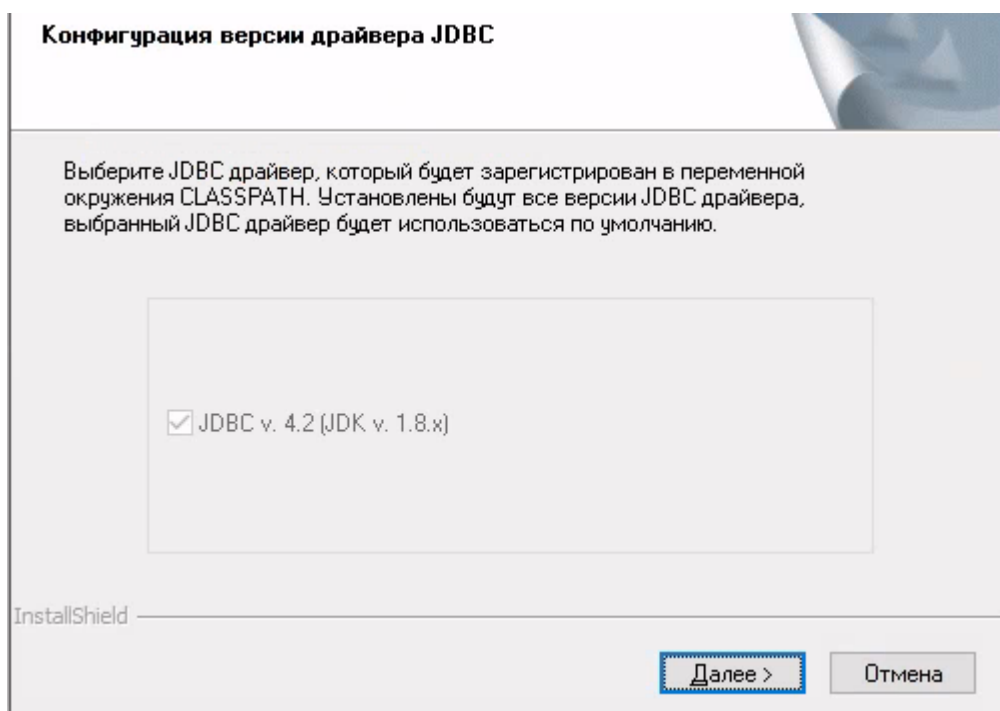 Конфигурация версии драйвера JDBC
Выберите JDBC драйвер, который будет зарегистрирован в переменной
окружения CLASSPATH. Установлены будут все версии JDBC драйвера,
выбранный JDBC драйвер будет использоваться по умолчанию.
JDBC v. 4.2 (JDK v. 1.8.x)
InstallShield
Далее >
Отмена